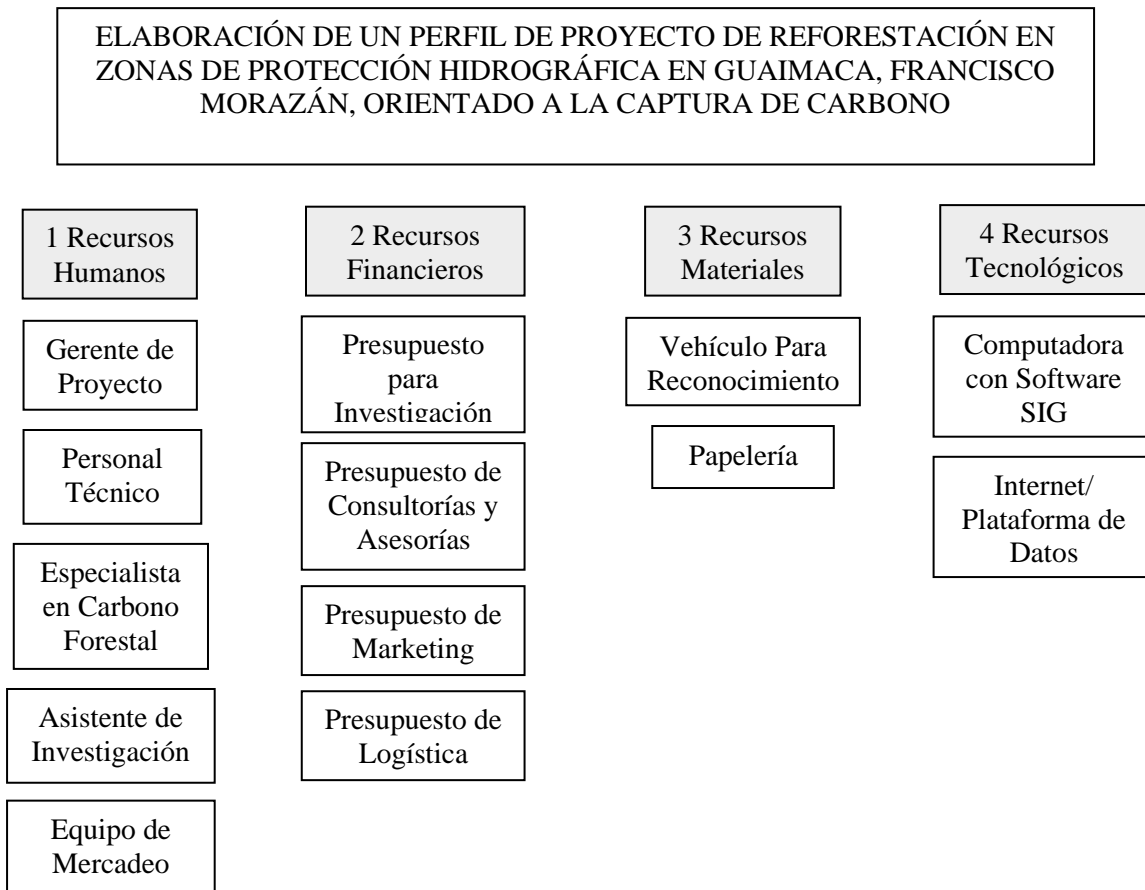 ELABORACIÓN DE UN PERFIL DE PROYECTO DE REFORESTACIÓN EN
ZONAS DE PROTECCIÓN HIDROGRÁFICA EN GUAIMACA, FRANCISCO
MORAZÁN, ORIENTADO A LA CAPTURA DE CARBONO
1 Recursos
Humanos
Gerente de
Proyecto
Personal
Técnico
Especialista
en Carbono
Forestal
Asistente de
Investigación
Equipo de
Mercadeo
2 Recursos
Financieros
Presupuesto
para
Investigación
Presupuesto de
Consultorías y
Asesorías
Presupuesto de
Marketing
Presupuesto de
Logística
3 Recursos
Materiales
Vehículo Para
Reconocimiento
Papelería
4 Recursos
Tecnológicos
Computadora
con Software
SIG
Internet/
Plataforma de
Datos